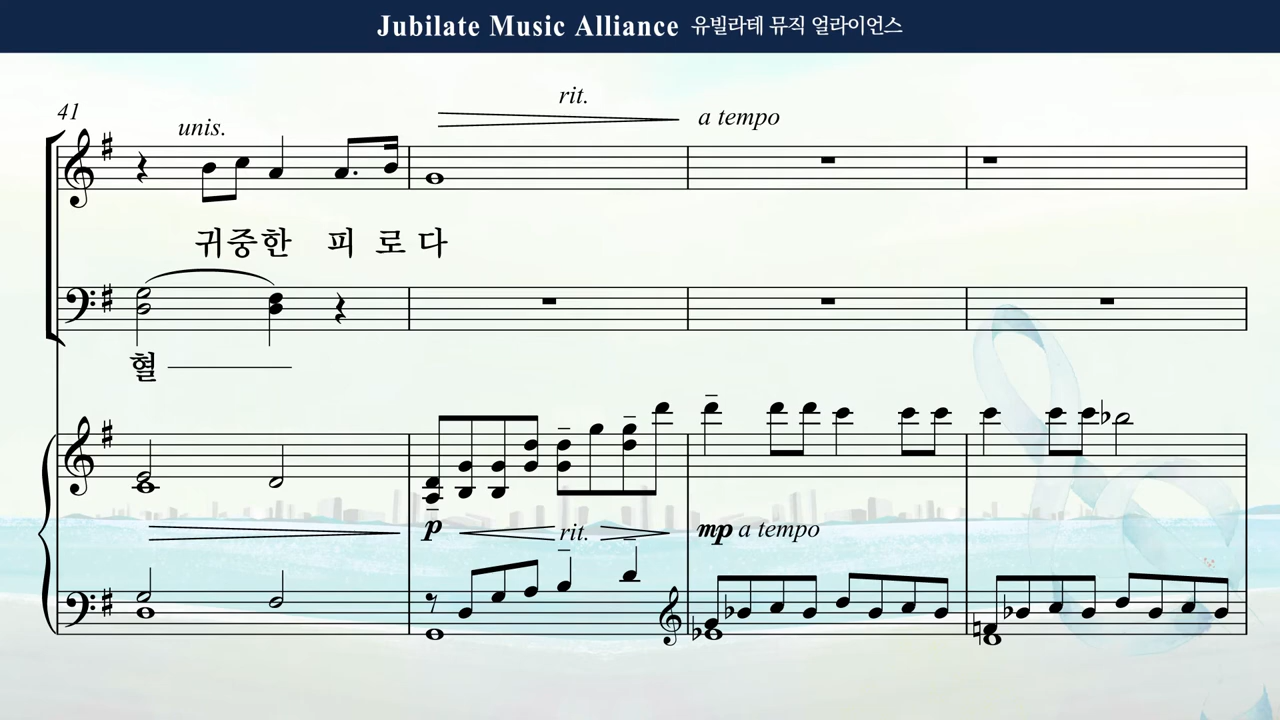 Jubilate Music Alliance 유빌라테 뮤직 얼라이언스
rit.
41
a tempo
unis.
귀중한 피 로 다
혈
p rit. mp a tempo